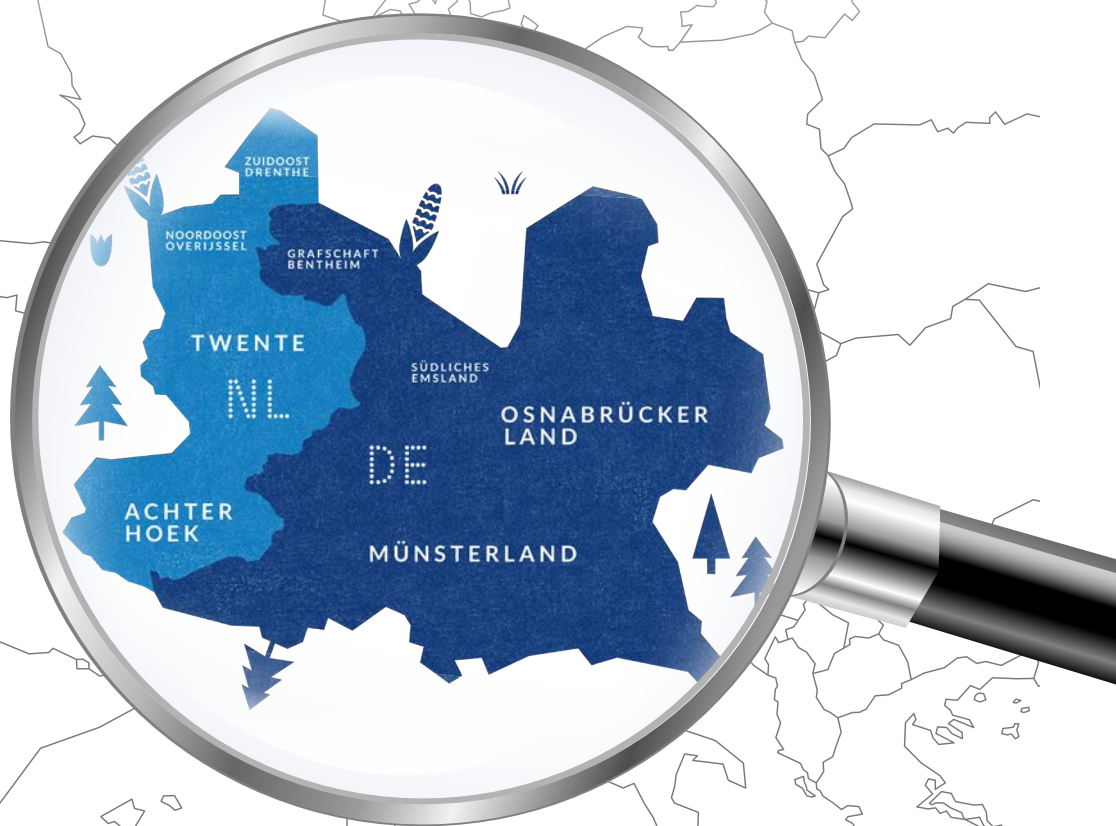 ZUIDOOST
DRENTHE
NOORDOOST
OVERIJSSEL
GRAFSCHAFT
BENTHEIM
TWENTE
NL
SÜDLICHES
EMSLAND
OSNABRÜCKER
LAND
DE
ACHTER
HOEK
MÜNSTERLAND